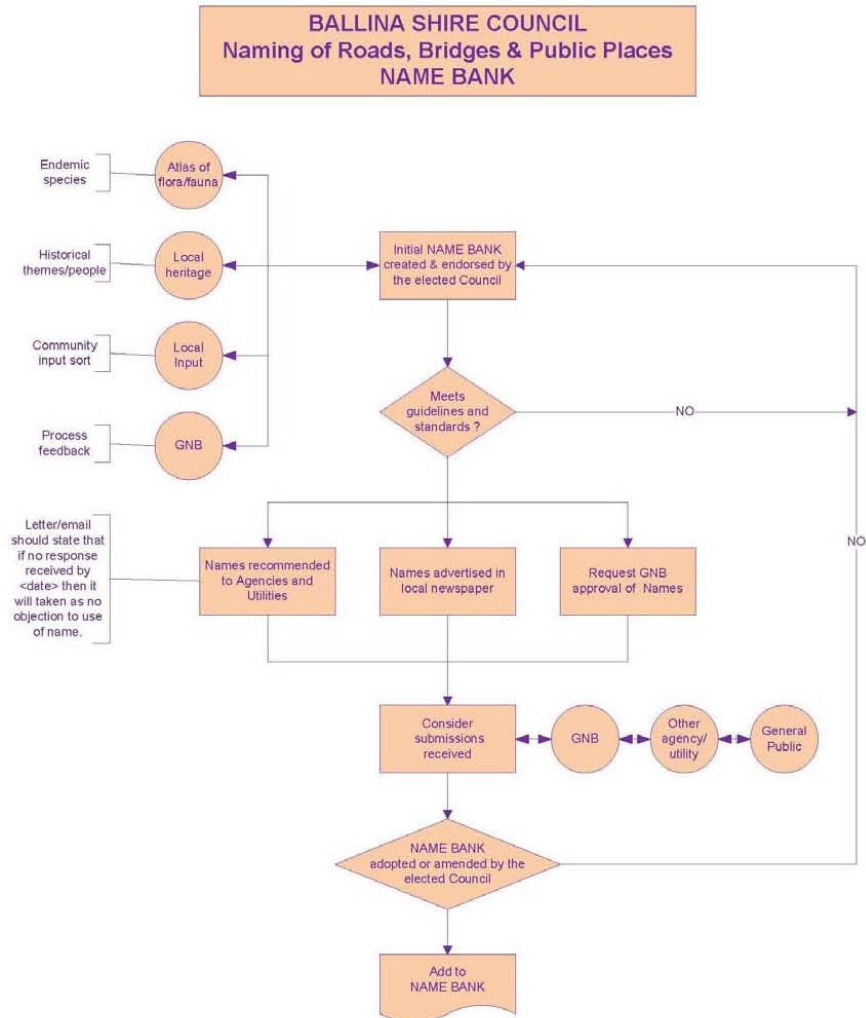 BALLINA SHIRE COUNCIL
Naming of Roads, Bridges & Public Places
NAME BANK
Endemic
species
Atlas of
flora/fauna
Historical
themes/people
Local
heritage
Initial NAME BANK
created & endorsed by
the elected Council
Community
input sort
Local
Input
Meets
guidelines and
standards ?
NO
Process
feedback
GNB
Letter/email
should state that
if no response
received by
<date> then it
will taken as no
objection to use
of name.
Names recommended
to Agencies and
Utilities
Names advertised in
local newspaper
Request GNB
approval of Names
NO
Consider
submissions
received
GNB
Other
agency/
utility
General
Public
NAME BANK
adopted or amended by the
elected Council
Add to
NAME BANK